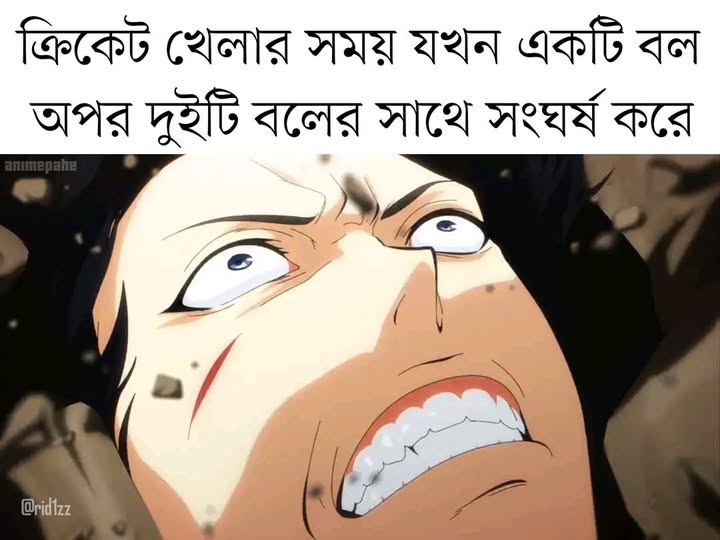 ক্রিকেট খেলার সময় যখন একটি বল
অপর দুইটি বলের সাথে সংঘর্ষ করে
animepahe
@rid1zz